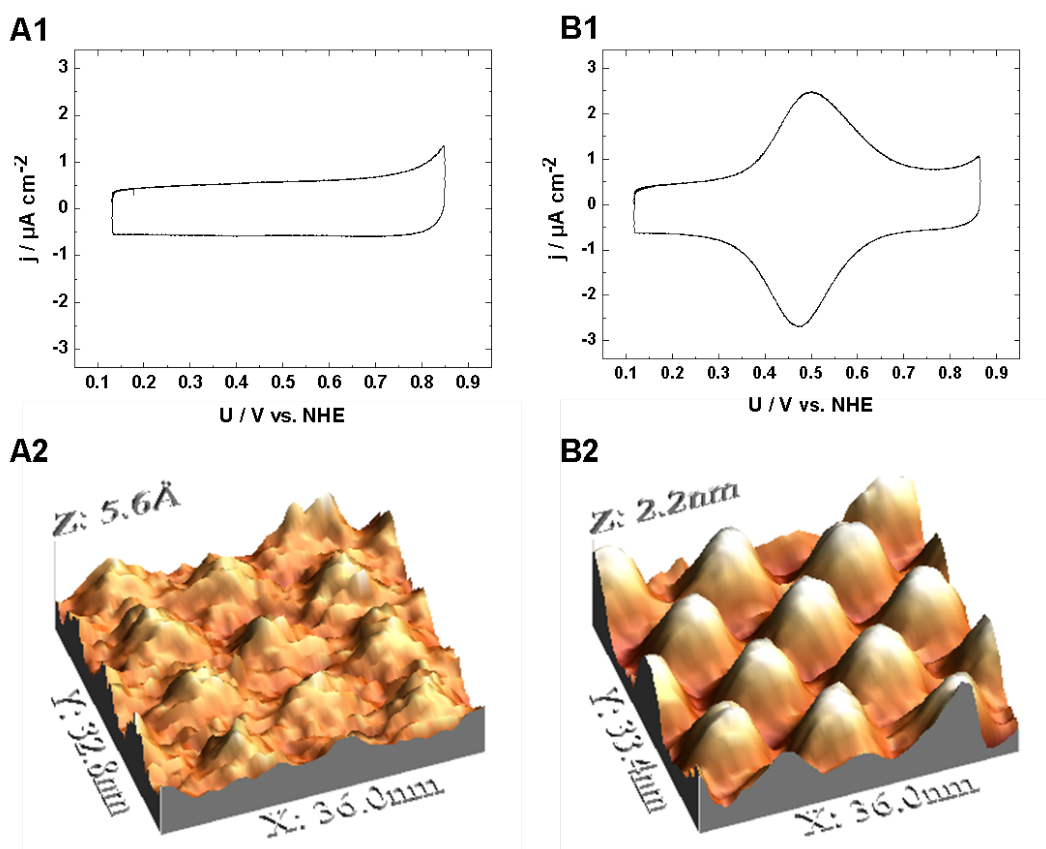 A1
3
2
1
0
-1
-2
-3
j / µA cm-2
0.1 0.2 0.3 0.4 0.5 0.6 0.7 0.8 0.9
U / V vs. NHE
B1
3
2
1
0
-1
-2
-3
j / µA cm-2
0.1 0.2 0.3 0.4 0.5 0.6 0.7 0.8 0.9
U / V vs. NHE
A2
Z: 5.6Å
Y: 32.8nm
X: 36.0nm
B2
Z: 2.2nm
Y: 33.4nm
X: 36.0nm